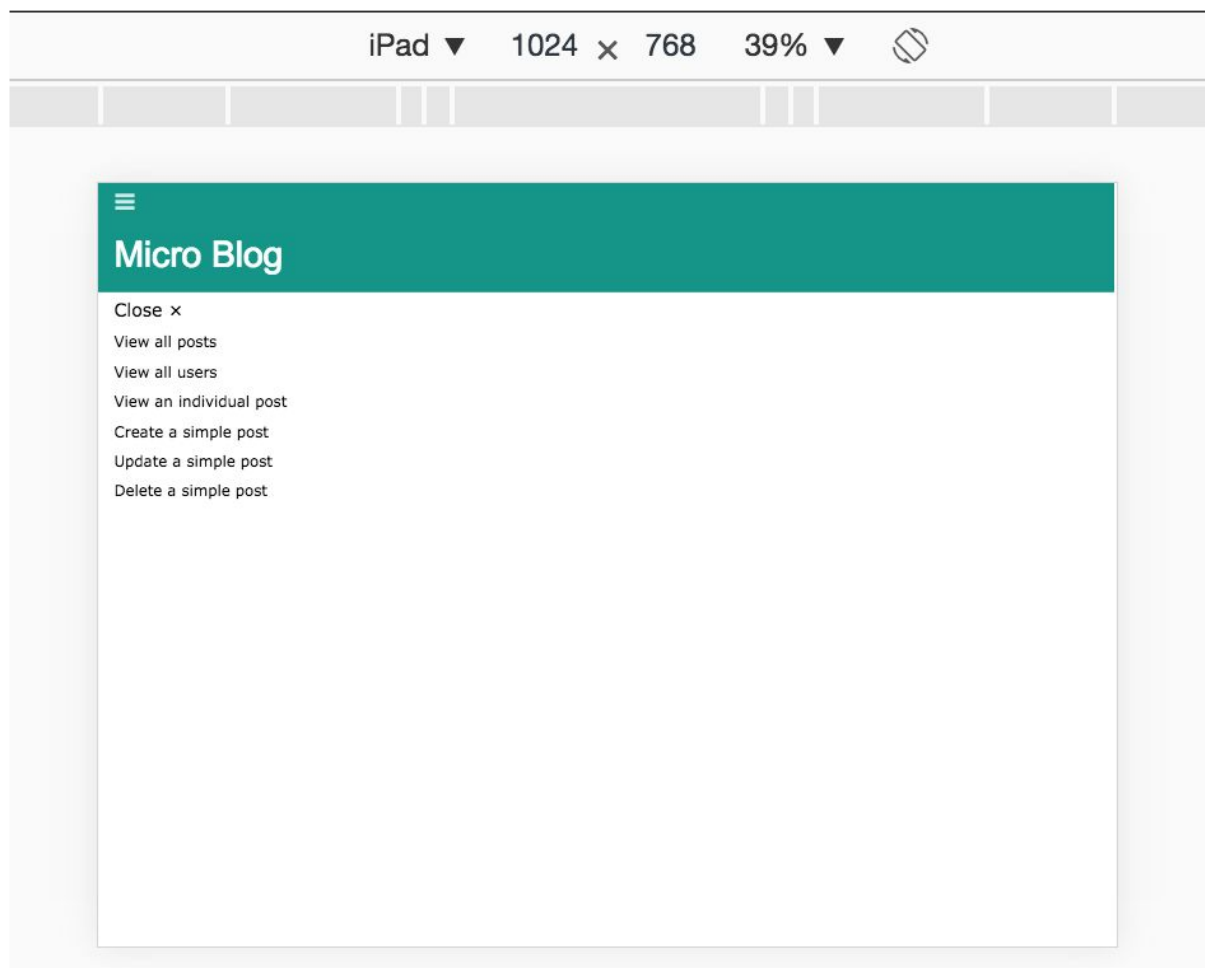 iPad ▼ 1024 × 768 39% ▼
Micro Blog
Close ×
View all posts
View all users
View an individual post
Create a simple post
Update a simple post
Delete a simple post